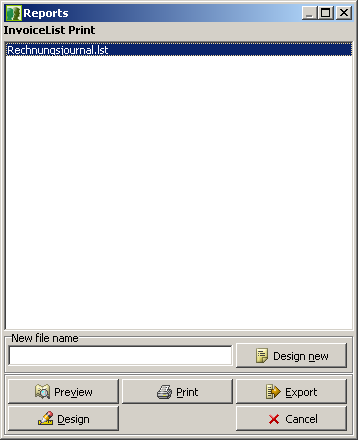 Reports
InvoiceList Print
Rechnungsjournal.lst
New file name
Design new
Preview
Print
Export
Design
Cancel